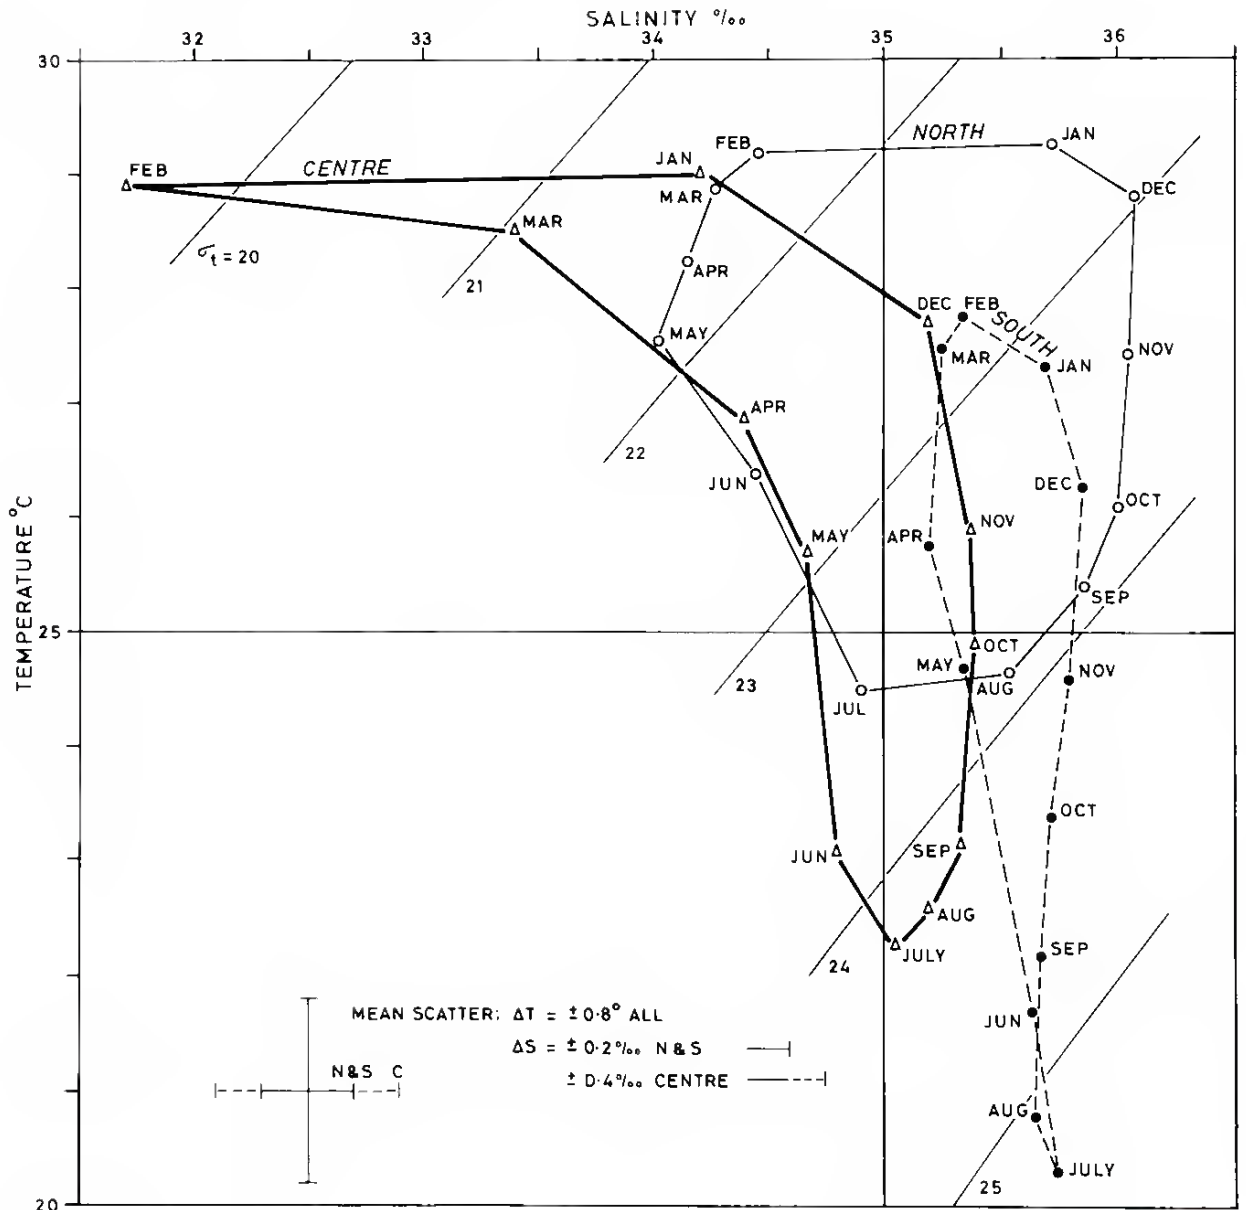 SALINITY ‰
32 33 34 35 36
30
FEB NORTH JAN
FEB CENTRE JAN
MAR DEC
MAR
σt = 20 APR
21
DEC FEB SOUTH
MAY MAR NOV
JAN
APR
22
JUN DEC
OCT
MAY NOV
APR
SEP
TEMPERATURE °C
25
OCT
MAY NOV
23 AUG
JUL
OCT
JUN SEP
AUG
JULY SEP
24
MEAN SCATTER: ΔT = ± 0·8° ALL
JUN
ΔS = ± 0·2‰ N & S
N & S C ± 0·4‰ CENTRE
AUG
JULY
25
20